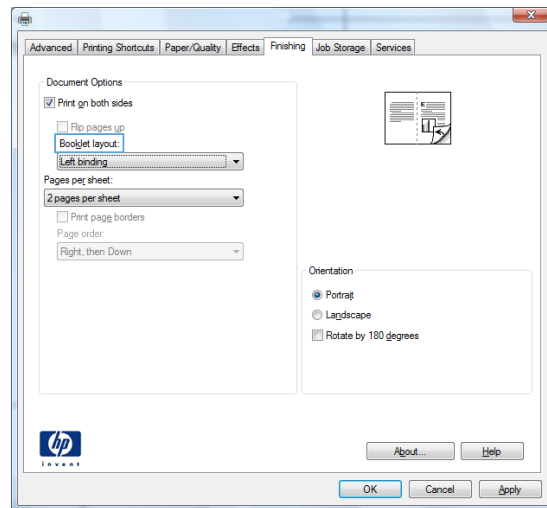 Advanced Printing Shortcuts Paper/Quality Effects Finishing Job Storage Services
Document Options
Print on both sides
Flip pages up
Booklet layout:
Left binding
Pages per sheet:
2 pages per sheet
Print page borders
Page order:
Right, then Down
Orientation
Portrait
Landscape
Rotate by 180 degrees
hp
invent
About... Help
OK Cancel Apply